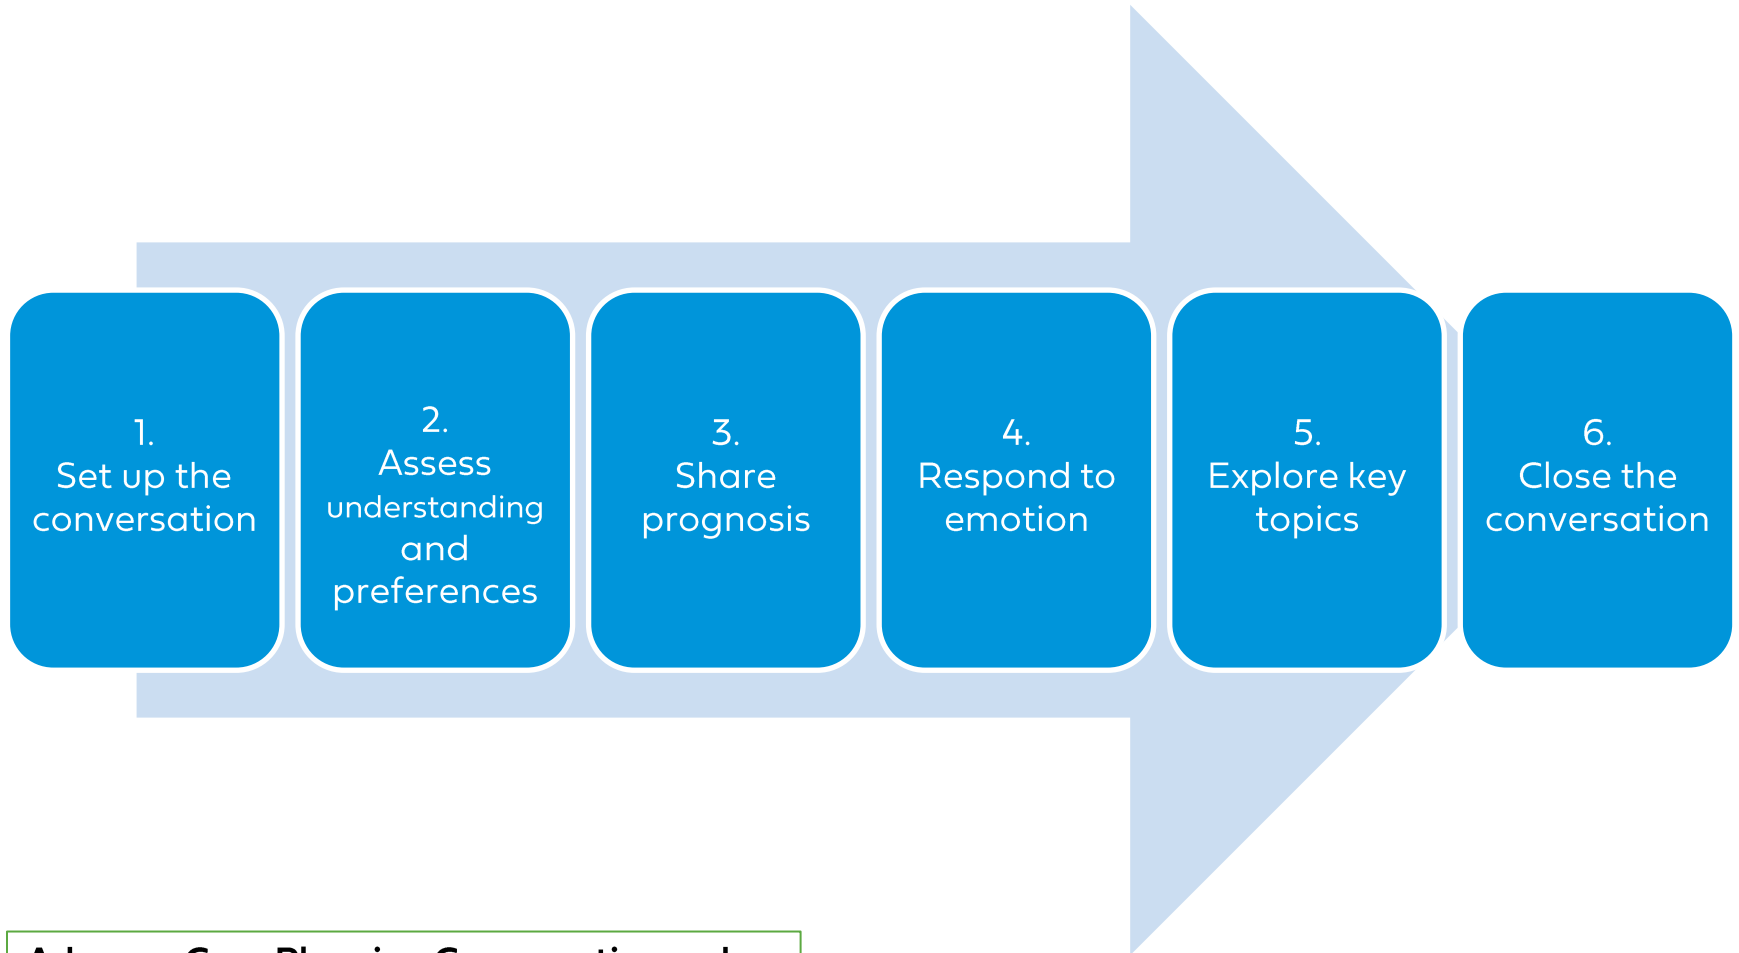 1.
Set up the
conversation
2.
Assess
understanding
and
preferences
3.
Share
prognosis
4.
Respond to
emotion
5.
Explore key
topics
6.
Close the
conversation